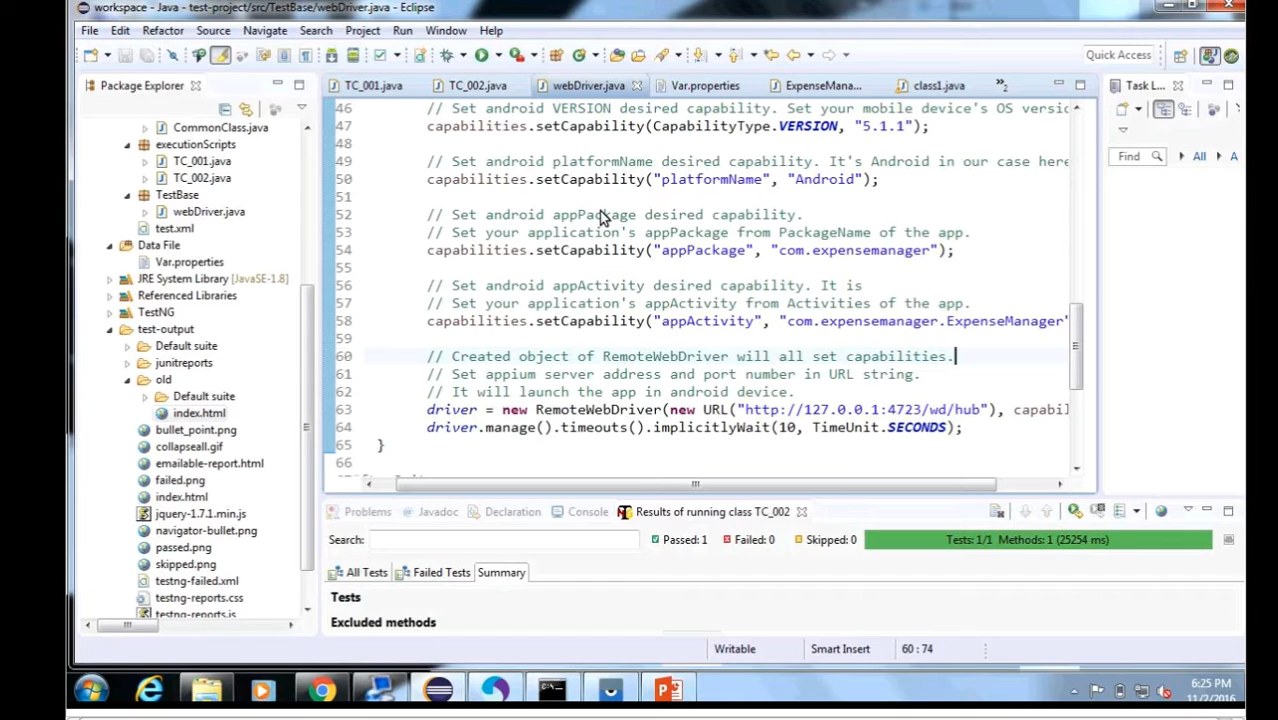 workspace - Java - test-project/src/TestBase/webDriver.java - Eclipse
File Edit Refactor Source Navigate Search Project Run Window Help
Quick Access
Package Explorer
TC_001.java TC_002.java webDriver.java Var.properties ExpenseMana... class1.java »2
Task L...
CommonClass.java
executionScripts
TC_001.java
TC_002.java
TestBase
webDriver.java
test.xml
Data File
Var.properties
JRE System Library [JavaSE-1.8]
Referenced Libraries
TestNG
test-output
Default suite
junitreports
old
Default suite
index.html
bullet_point.png
collapseall.gif
emailable-report.html
failed.png
index.html
jquery-1.7.1.min.js
navigator-bullet.png
passed.png
skipped.png
testng-failed.xml
testng-reports.css
testng-reports.js
46 // Set android VERSION desired capability. Set your mobile device's OS versio
47 capabilities.setCapability(CapabilityType.VERSION, "5.1.1");
48
49 // Set android platformName desired capability. It's Android in our case here
50 capabilities.setCapability("platformName", "Android");
51
52 // Set android appPackage desired capability.
53 // Set your application's appPackage from PackageName of the app.
54 capabilities.setCapability("appPackage", "com.expensemanager");
55
56 // Set android appActivity desired capability. It is
57 // Set your application's appActivity from Activities of the app.
58 capabilities.setCapability("appActivity", "com.expensemanager.ExpenseManager"
59
60 // Created object of RemoteWebDriver will all set capabilities.
61 // Set appium server address and port number in URL string.
62 // It will launch the app in android device.
63 driver = new RemoteWebDriver(new URL("http://127.0.0.1:4723/wd/hub"), capabil
64 driver.manage().timeouts().implicitlyWait(10, TimeUnit.SECONDS);
65 }
66
Find All A
Problems Javadoc Declaration Console Results of running class TC_002
Search: Passed: 1 Failed: 0 Skipped: 0 Tests: 1/1 Methods: 1 (25254 ms)
All Tests Failed Tests Summary
Tests
Excluded methods
Writable Smart Insert 60 : 74
6:25 PM
11/2/2016